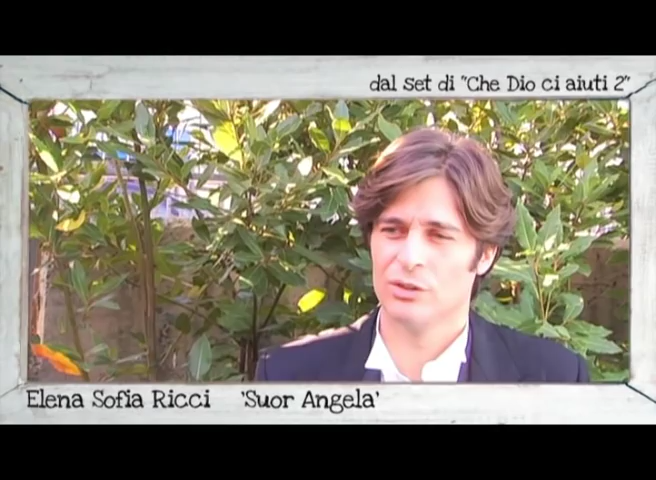 dal set di "Che Dio ci aiuti 2"
Elena Sofia Ricci 'Suor Angela'